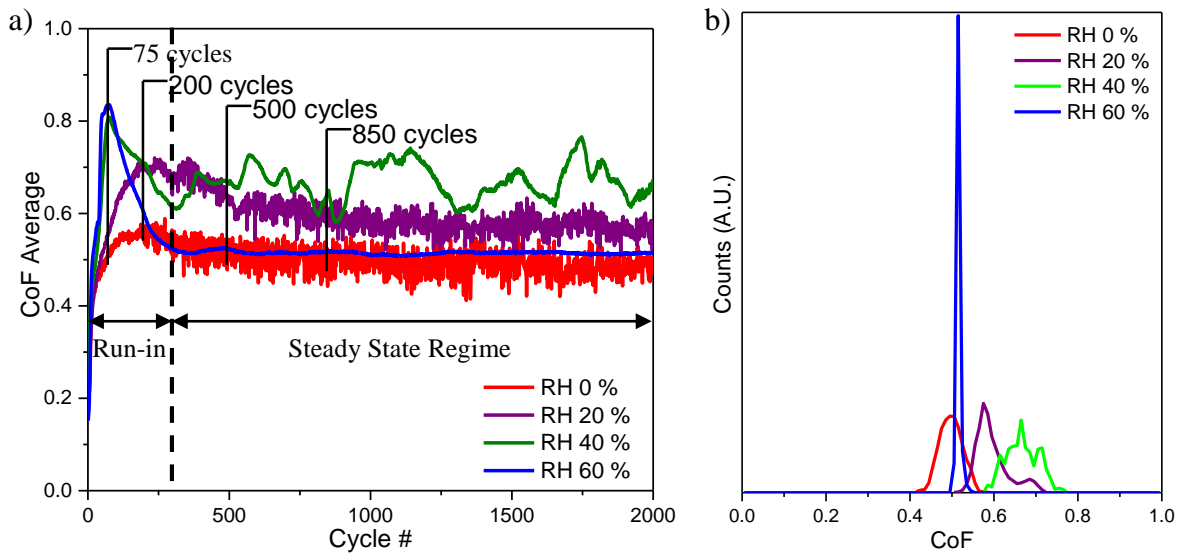 a)
CoF Average
1.0
0.8
0.6
0.4
0.2
0.0
75 cycles
200 cycles
500 cycles
850 cycles
Run-in
Steady State Regime
RH 0 %
RH 20 %
RH 40 %
RH 60 %
0 500 1000 1500 2000
Cycle #
b)
Counts (A.U.)
RH 0 %
RH 20 %
RH 40 %
RH 60 %
0.0 0.2 0.4 0.6 0.8 1.0
CoF